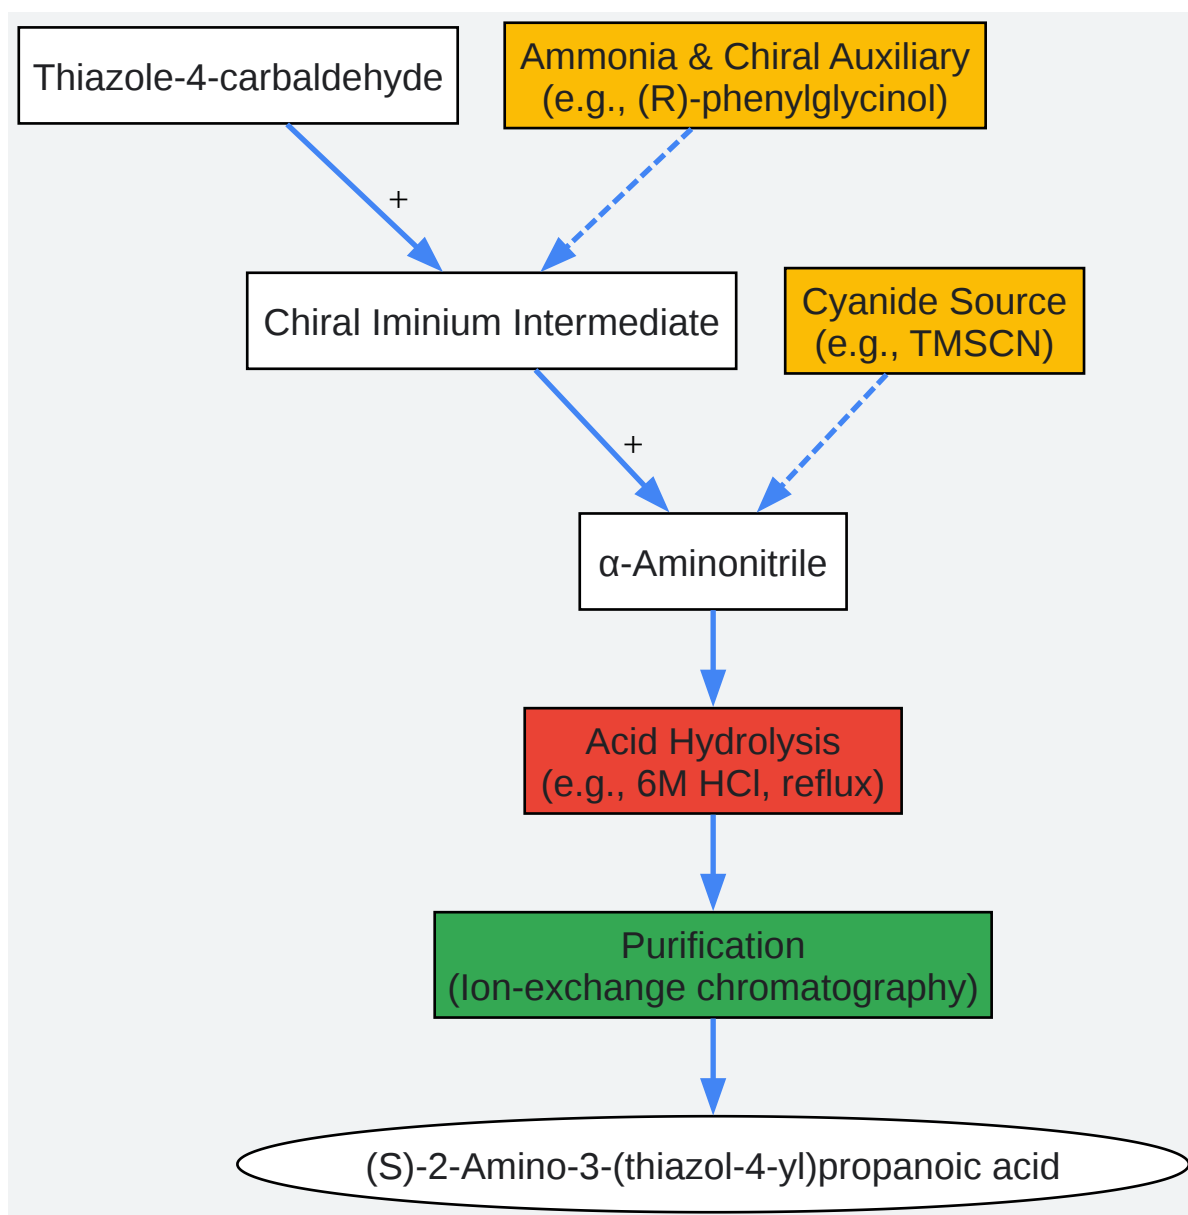 Thiazole-4-carbaldehyde
Ammonia & Chiral Auxiliary
(e.g., (R)-phenylglycinol)
+
Chiral Iminium Intermediate
Cyanide Source
(e.g., TMSCN)
+
α-Aminonitrile
Acid Hydrolysis
(e.g., 6M HCl, reflux)
Purification
(Ion-exchange chromatography)
(S)-2-Amino-3-(thiazol-4-yl)propanoic acid